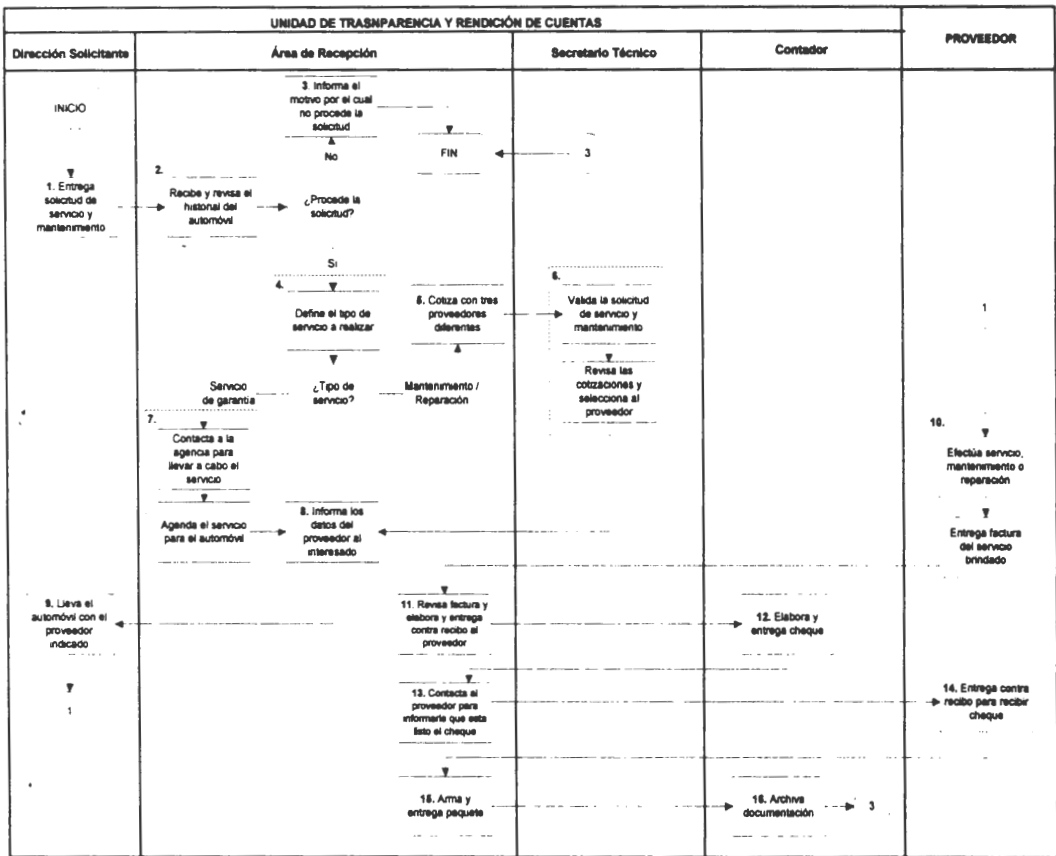 UNIDAD DE TRASNPARENCIA Y RENDICIÓN DE CUENTAS
PROVEEDOR
Dirección Solicitante
Área de Recepción
Secretario Técnico
Contador
INICIO
3. Informa el
motivo por el cual
no procede la
solicitud
No
FIN
3
1. Entrega
solicitud de
servicio y
mantenimiento
2.
Recibe y revisa el
historial del
automóvil
¿Procede la
solicitud?
Si
4.
Define el tipo de
servicio a realizar
5. Cotiza con tres
proveedores
diferentes
6.
Valida la solicitud
de servicio y
mantenimiento
1
Servicio
de garantía
¿Tipo de
servicio?
Mantenimiento /
Reparación
Revisa las
cotizaciones y
selecciona al
proveedor
7.
Contacta a la
agencia para
llevar a cabo el
servicio
10.
Efectúa servicio,
mantenimiento o
reparación
Agenda el servicio
para el automóvil
8. Informa los
datos del
proveedor al
interesado
Entrega factura
del servicio
brindado
9. Lleva el
automóvil con el
proveedor
indicado
11. Revisa factura y
elabora y entrega
contra recibo al
proveedor
12. Elabora y
entrega cheque
1
13. Contacta al
proveedor para
informarle que esta
listo el cheque
14. Entrega contra
recibo para recibir
cheque
15. Arma y
entrega paquete
16. Archiva
documentación
3